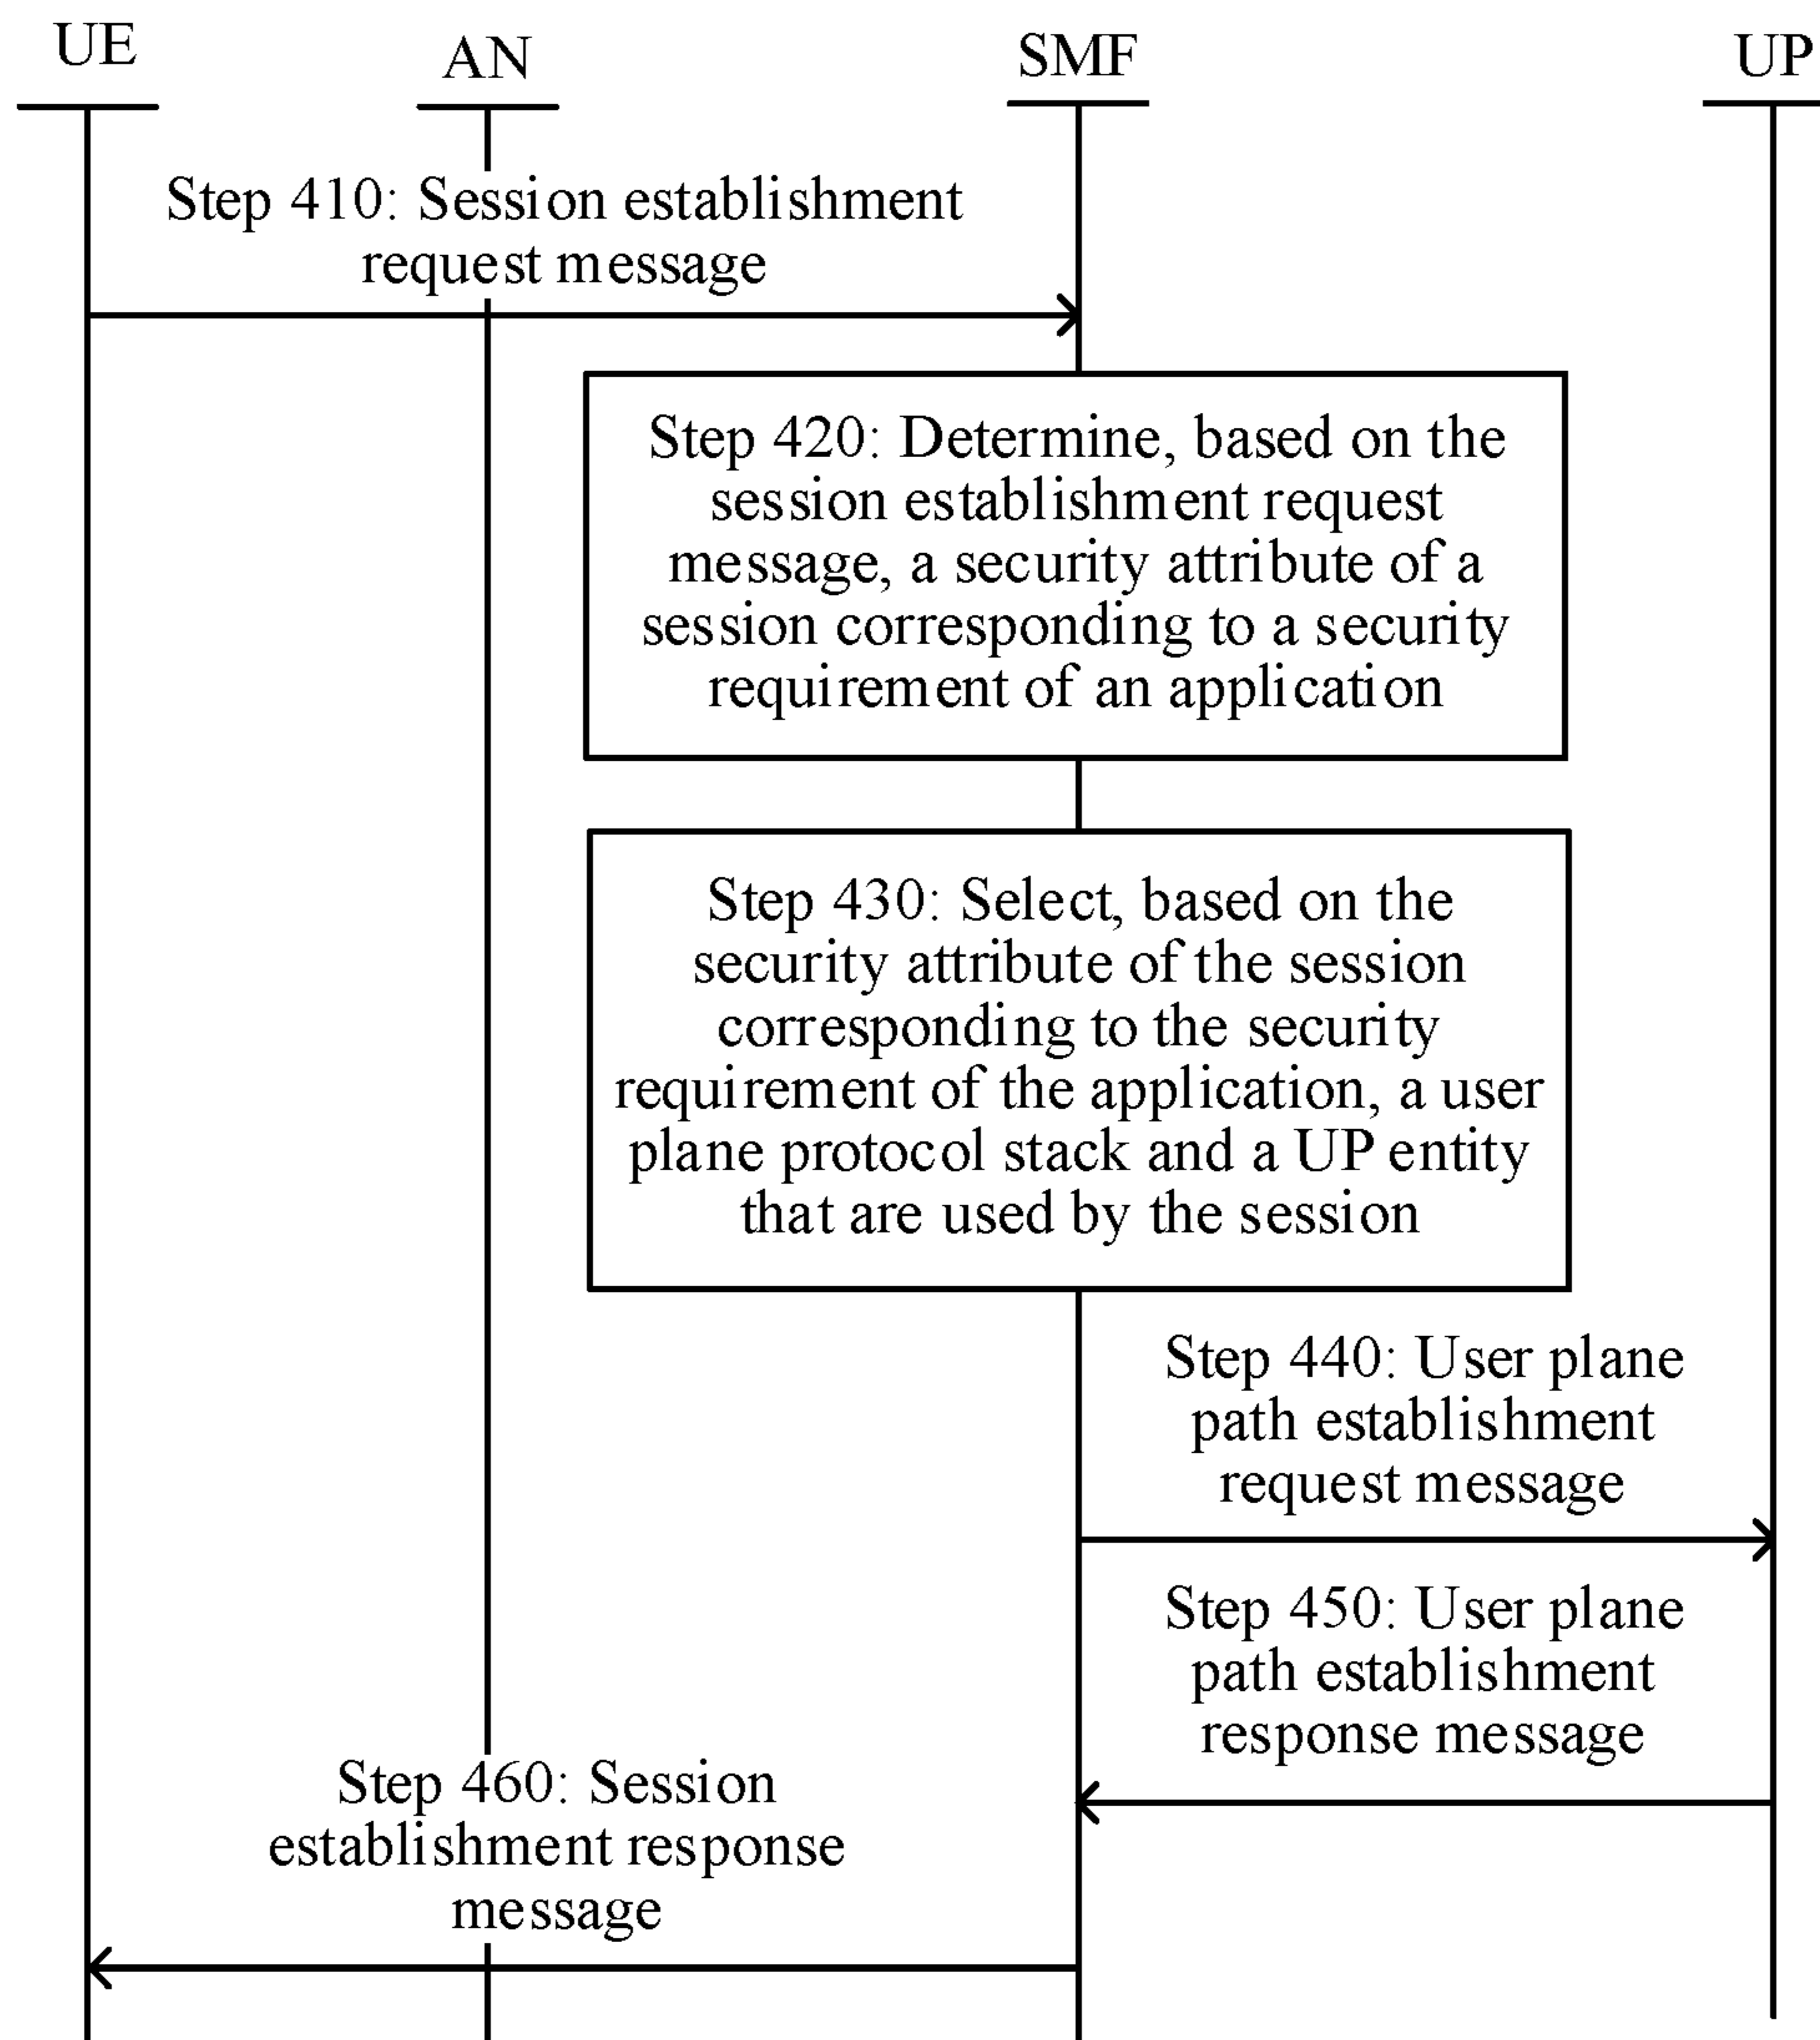 UE
AN
SMF
UP
Step 410: Session establishment
request message
Step 420: Determine, based on the
session establishment request
message, a security attribute of a
session corresponding to a security
requirement of an application
Step 430: Select, based on the
security attribute of the session
corresponding to the security
requirement of the application, a user
plane protocol stack and a UP entity
that are used by the session
Step 440: User plane
path establishment
request message
Step 450: User plane
path establishment
response message
Step 460: Session
establishment response
message